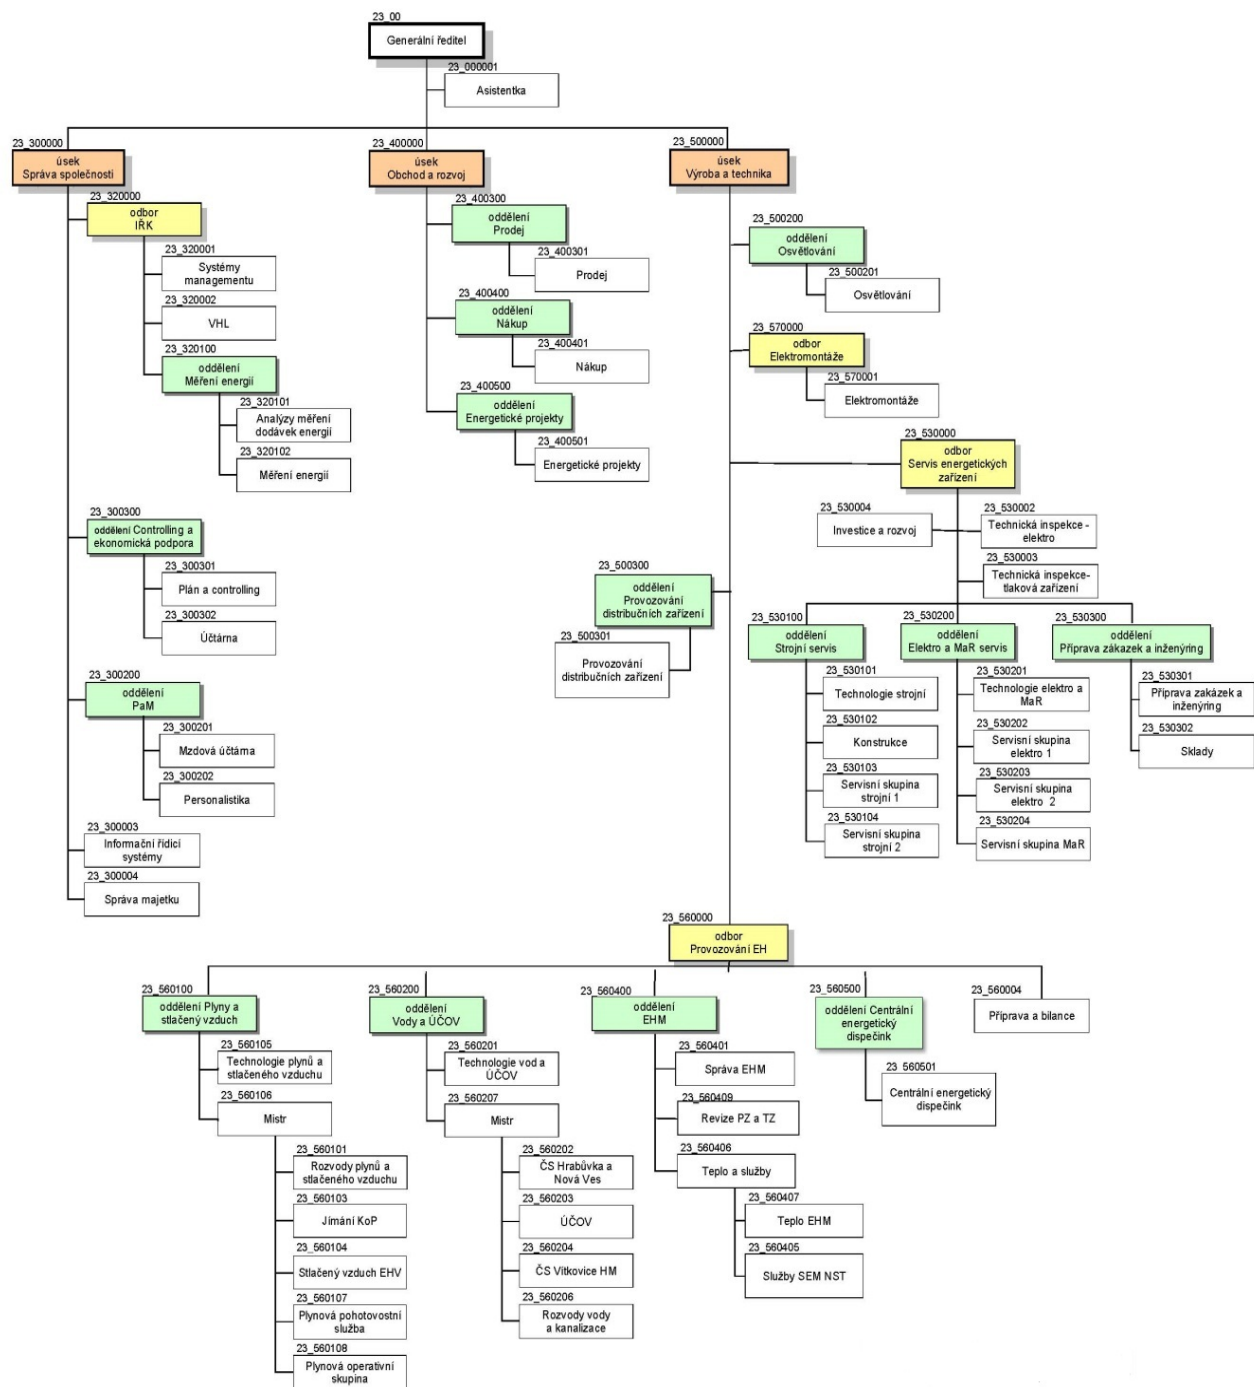 23_00
Generální ředitel
23_000001
Asistentka
23_300000
úsek
Správa společnosti
23_320000
odbor
IŘK
23_320001
Systémy
managementu
23_320002
VHL
23_320100
oddělení
Měření energií
23_320101
Analýzy měření
dodávek energií
23_320102
Měření energií
23_300300
oddělení Controlling a
ekonomická podpora
23_300301
Plán a controlling
23_300302
Účtárna
23_300200
oddělení
PaM
23_300201
Mzdová účtárna
23_300202
Personalistika
23_300003
Informační řídicí
systémy
23_300004
Správa majetku
23_400000
úsek
Obchod a rozvoj
23_400300
oddělení
Prodej
23_400301
Prodej
23_400400
oddělení
Nákup
23_400401
Nákup
23_400500
oddělení
Energetické projekty
23_400501
Energetické projekty
23_500000
úsek
Výroba a technika
23_500200
oddělení
Osvětlování
23_500201
Osvětlování
23_570000
odbor
Elektromontáže
23_570001
Elektromontáže
23_530000
odbor
Servis energetických
zařízení
23_530004
Investice a rozvoj
23_530002
Technická inspekce -
elektro
23_530003
Technická inspekce-
tlaková zařízení
23_500300
oddělení
Provozování
distribučních zařízení
23_500301
Provozování
distribučních zařízení
23_530100
oddělení
Strojní servis
23_530101
Technologie strojní
23_530102
Konstrukce
23_530103
Servisní skupina
strojní 1
23_530104
Servisní skupina
strojní 2
23_530200
oddělení
Elektro a MaR servis
23_530201
Technologie elektro a
MaR
23_530202
Servisní skupina
elektro 1
23_530203
Servisní skupina
elektro 2
23_530204
Servisní skupina MaR
23_530300
oddělení
Příprava zákazek a inženýring
23_530301
Příprava zakázek a
inženýring
23_530302
Sklady
23_560000
odbor
Provozování EH
23_560100
oddělení Plyny a
stlačený vzduch
23_560105
Technologie plynů a
stlačeného vzduchu
23_560106
Mistr
23_560101
Rozvody plynů a
stlačeného vzduchu
23_560103
Jímání KoP
23_560104
Stlačený vzduch EHV
23_560107
Plynová pohotovostní
služba
23_560108
Plynová operativní
skupina
23_560200
oddělení
Vody a ÚČOV
23_560201
Technologie vod a
ÚČOV
23_560207
Mistr
23_560202
ČS Hrabůvka a
Nová Ves
23_560203
ÚČOV
23_560204
ČS Vítkovice HM
23_560206
Rozvody vody
a kanalizace
23_560400
oddělení
EHM
23_560401
Správa EHM
23_560409
Revize PZ a TZ
23_560406
Teplo a služby
23_560407
Teplo EHM
23_560405
Služby SEM NST
23_560500
oddělení Centrální
energetický
dispečink
23_560501
Centrální energetický
dispečink
23_560004
Příprava a bilance